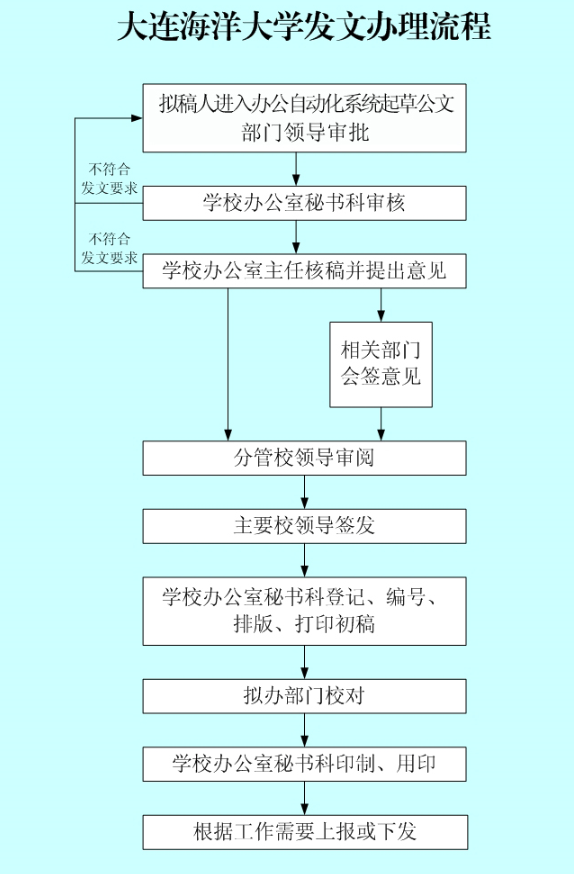 大连海洋大学发文办理流程
拟稿人进入办公自动化系统起草公文
部门领导审批
不符合
发文要求
学校办公室秘书科审核
不符合
发文要求
学校办公室主任核稿并提出意见
相关部门
会签意见
分管校领导审阅
主要校领导签发
学校办公室秘书科登记、编号、
排版、打印初稿
拟办部门校对
学校办公室秘书科印制、用印
根据工作需要上报或下发